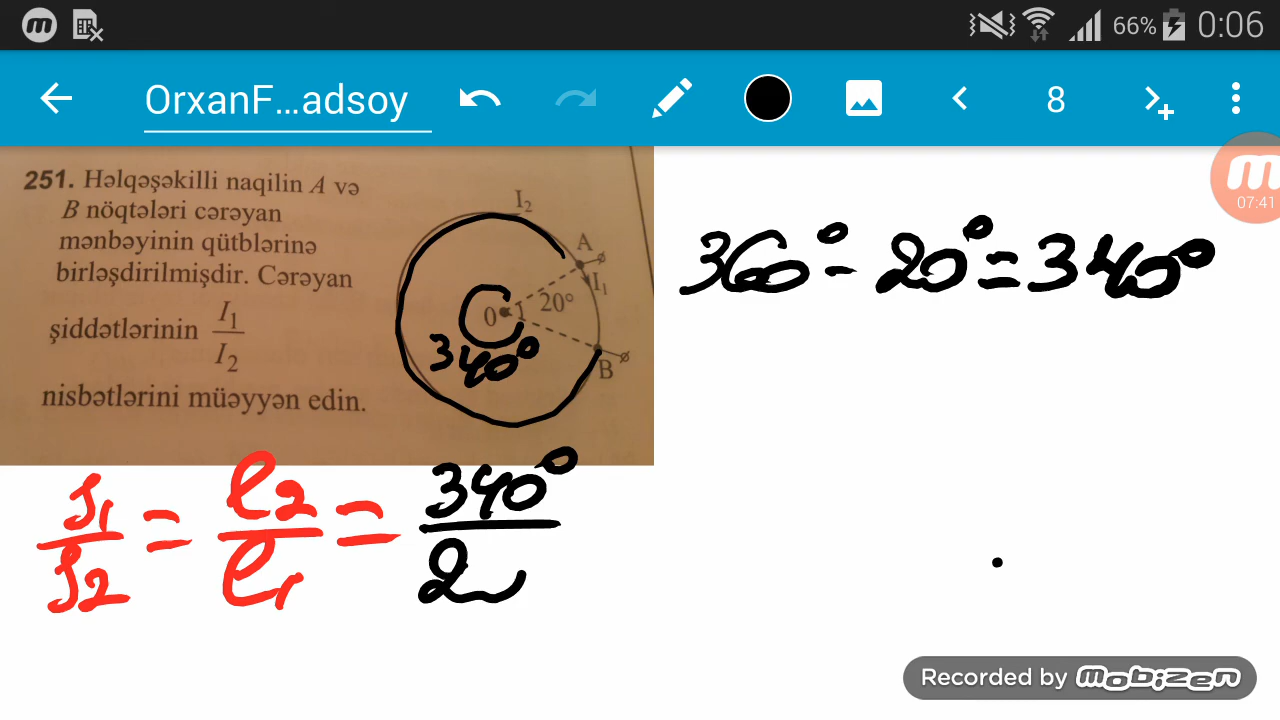 66% 0:06
OrxanF...adsoy 8
07:41
251. Həlqəşəkilli naqilin A və
B nöqtələri cərəyan
mənbəyinin qütblərinə
birləşdirilmişdir. Cərəyan
şiddətlərinin I₁/I₂
nisbətlərini müəyyən edin.
I₂
A
I₁
20°
0
340°
B
360° - 20° = 340°
I₁/I₂ = l₂/l₁ = 340°/2
Recorded by mobizen